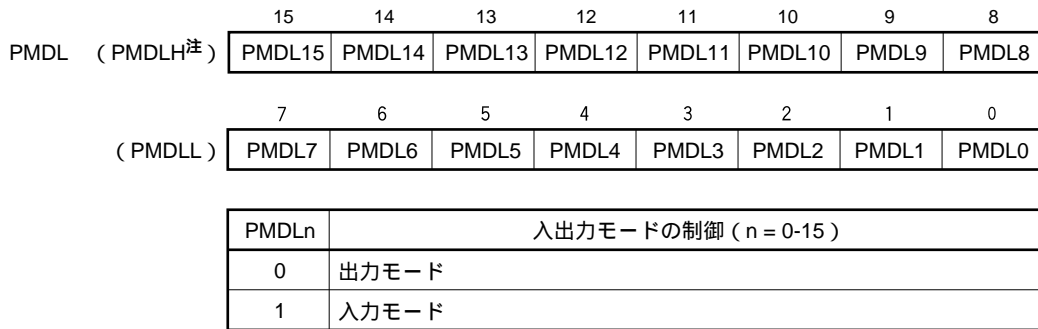 15 14 13 12 11 10 9 8
PMDL （PMDLH注） PMDL15 PMDL14 PMDL13 PMDL12 PMDL11 PMDL10 PMDL9 PMDL8
7 6 5 4 3 2 1 0
（PMDLL） PMDL7 PMDL6 PMDL5 PMDL4 PMDL3 PMDL2 PMDL1 PMDL0
PMDLn 入出力モードの制御（n = 0-15）
0 出力モード
1 入力モード